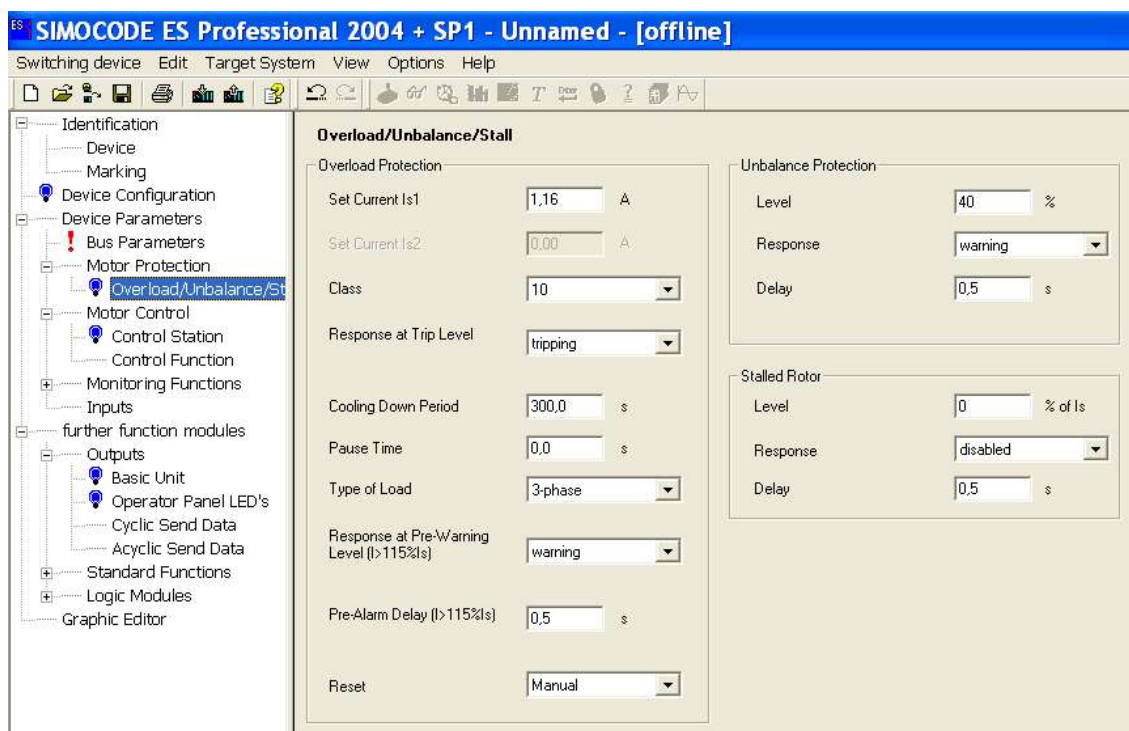 ES SIMOCODE ES Professional 2004 + SP1 - Unnamed - [offline]
Switching device Edit Target System View Options Help
Identification
Device
Marking
Device Configuration
Device Parameters
Bus Parameters
Motor Protection
Overload/Unbalance/St
Motor Control
Control Station
Control Function
Monitoring Functions
Inputs
further function modules
Outputs
Basic Unit
Operator Panel LED's
Cyclic Send Data
Acyclic Send Data
Standard Functions
Logic Modules
Graphic Editor
Overload/Unbalance/Stall
Overload Protection
Set Current Is1 1,16 A
Set Current Is2 0,00 A
Class 10
Response at Trip Level tripping
Cooling Down Period 300,0 s
Pause Time 0,0 s
Type of Load 3-phase
Response at Pre-Warning
Level (I>115%Is) warning
Pre-Alarm Delay (I>115%Is) 0,5 s
Reset Manual
Unbalance Protection
Level 40 %
Response warning
Delay 0,5 s
Stalled Rotor
Level 0 % of Is
Response disabled
Delay 0,5 s